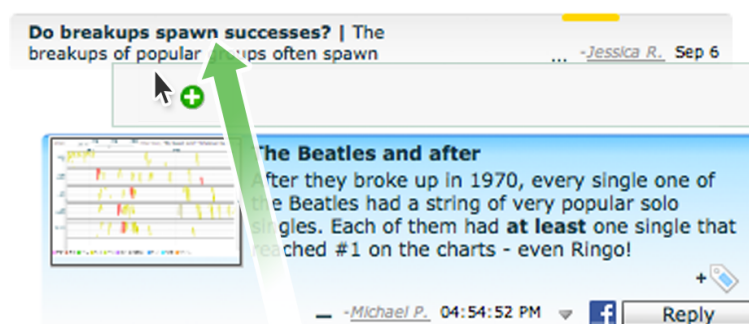 Do breakups spawn successes? | The
breakups of popular groups often spawn
... -Jessica R. Sep 6
The Beatles and after
After they broke up in 1970, every single one of
the Beatles had a string of very popular solo
singles. Each of them had at least one single that
reached #1 on the charts - even Ringo!
+
-Michael P. 04:54:52 PM f Reply